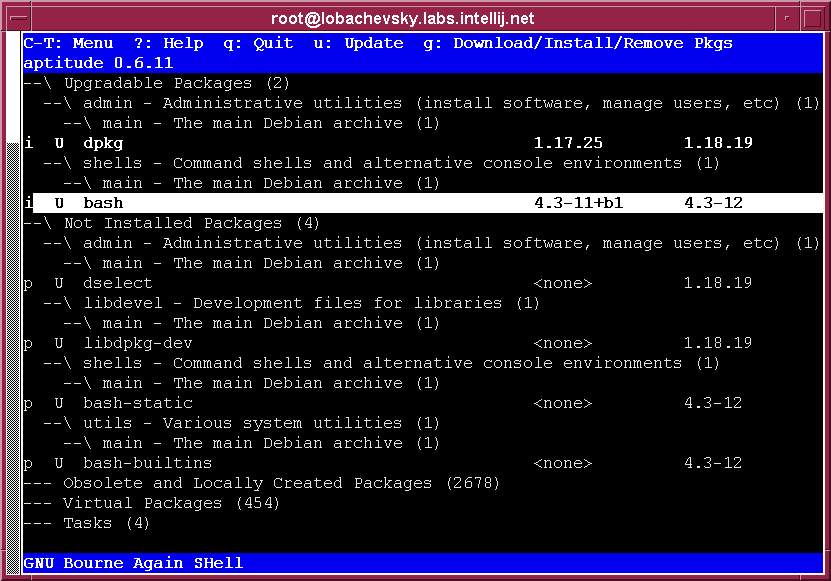 root@lobachevsky.labs.intellij.net
C-T: Menu  ?: Help  q: Quit  u: Update  g: Download/Install/Remove Pkgs
aptitude 0.6.11
--\ Upgradable Packages (2)
  --\ admin - Administrative utilities (install software, manage users, etc) (1)
    --\ main - The main Debian archive (1)
i  U  dpkg                                         1.17.25        1.18.19
  --\ shells - Command shells and alternative console environments (1)
    --\ main - The main Debian archive (1)
i  U  bash                                         4.3-11+b1      4.3-12
--\ Not Installed Packages (4)
  --\ admin - Administrative utilities (install software, manage users, etc) (1)
    --\ main - The main Debian archive (1)
p  U  dselect                                      <none>         1.18.19
  --\ libdevel - Development files for libraries (1)
    --\ main - The main Debian archive (1)
p  U  libdpkg-dev                                  <none>         1.18.19
  --\ shells - Command shells and alternative console environments (1)
    --\ main - The main Debian archive (1)
p  U  bash-static                                  <none>         4.3-12
  --\ utils - Various system utilities (1)
    --\ main - The main Debian archive (1)
p  U  bash-builtins                                <none>         4.3-12
--- Obsolete and Locally Created Packages (2678)
--- Virtual Packages (454)
--- Tasks (4)
GNU Bourne Again SHell